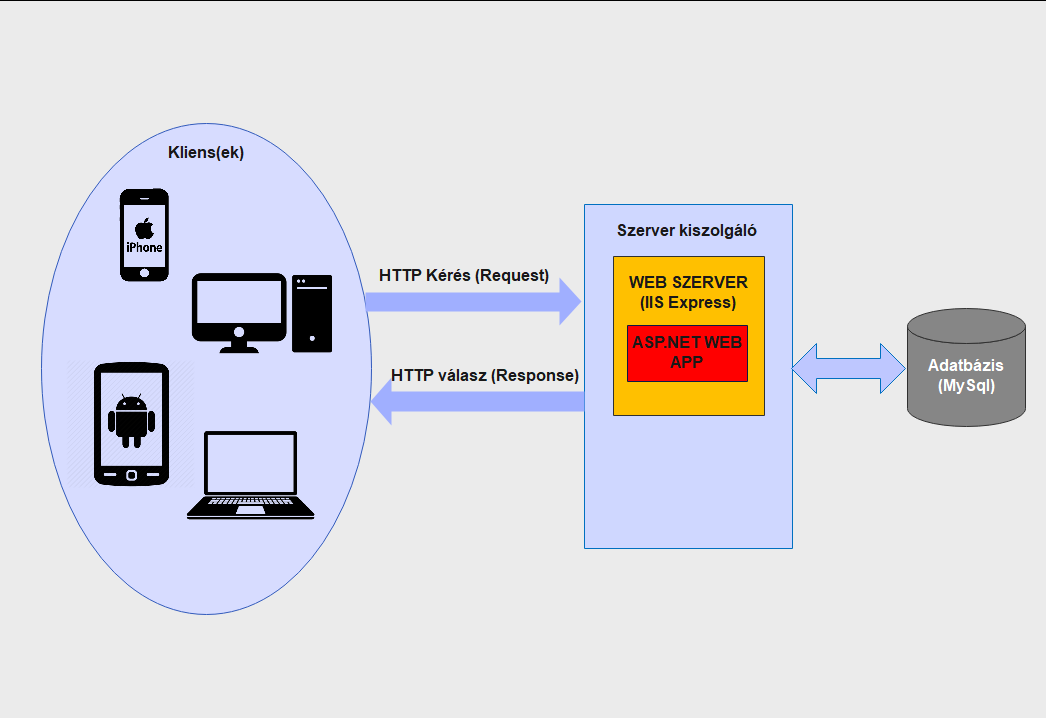 Kliens(ek)
iPhone
HTTP Kérés (Request)
HTTP válasz (Response)
Szerver kiszolgáló
WEB SZERVER
(IIS Express)
ASP.NET WEB
APP
Adatbázis
(MySql)